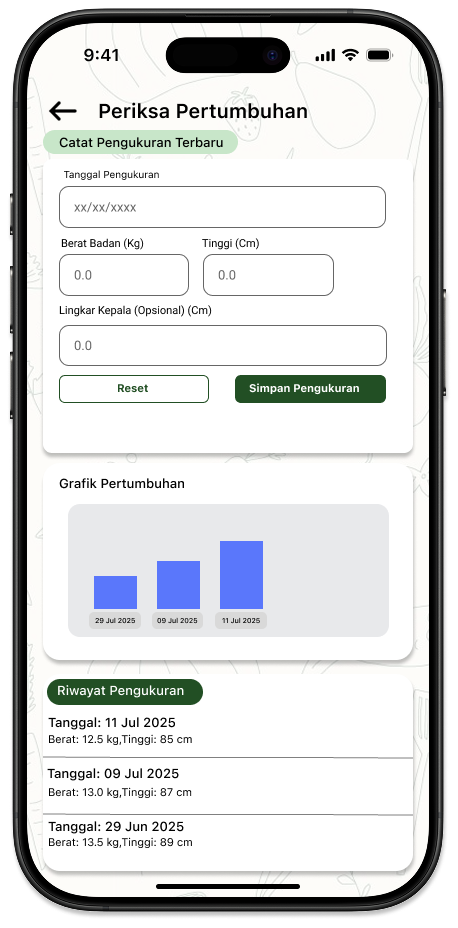 9:41
Periksa Pertumbuhan
Catat Pengukuran Terbaru
Tanggal Pengukuran
xx/xx/xxxx
Berat Badan (Kg) Tinggi (Cm)
0.0 0.0
Lingkar Kepala (Opsional) (Cm)
0.0
Reset Simpan Pengukuran
Grafik Pertumbuhan
29 Jul 2025 09 Jul 2025 11 Jul 2025
Riwayat Pengukuran
Tanggal: 11 Jul 2025
Berat: 12.5 kg,Tinggi: 85 cm
Tanggal: 09 Jul 2025
Berat: 13.0 kg,Tinggi: 87 cm
Tanggal: 29 Jun 2025
Berat: 13.5 kg,Tinggi: 89 cm